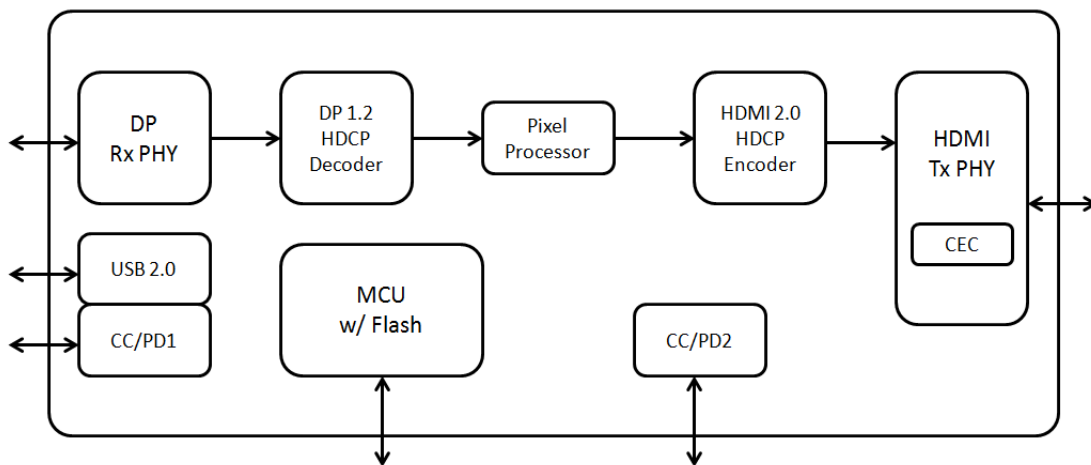 DP
Rx PHY
DP 1.2
HDCP
Decoder
Pixel
Processor
HDMI 2.0
HDCP
Encoder
HDMI
Tx PHY
CEC
USB 2.0
CC/PD1
MCU
w/ Flash
CC/PD2